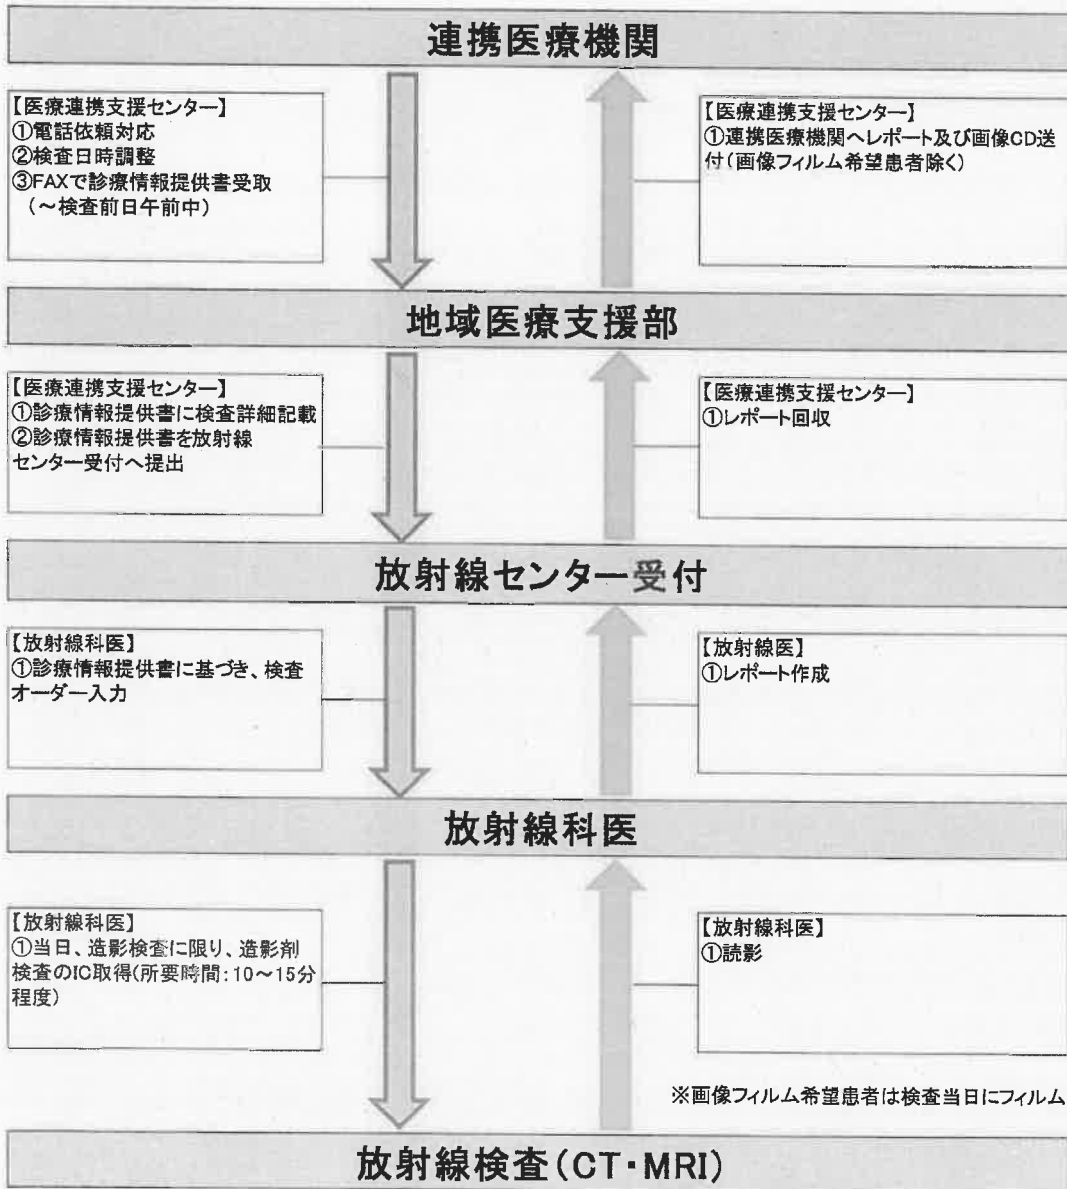 連携医療機関
【医療連携支援センター】
①電話依頼対応
②検査日時調整
③FAXで診療情報提供書受取
(～検査前日午前中)
【医療連携支援センター】
①連携医療機関へレポート及び画像CD送
付(画像フィルム希望患者除く)
地域医療支援部
【医療連携支援センター】
①診療情報提供書に検査詳細記載
②診療情報提供書を放射線
センター受付へ提出
【医療連携支援センター】
①レポート回収
放射線センター受付
【放射線科医】
①診療情報提供書に基づき、検査
オーダー入力
【放射線医】
①レポート作成
放射線科医
【放射線科医】
①当日、造影検査に限り、造影剤
検査のIC取得(所要時間:10～15分
程度)
【放射線科医】
①読影
※画像フィルム希望患者は検査当日にフィルム
放射線検査(CT・MRI)